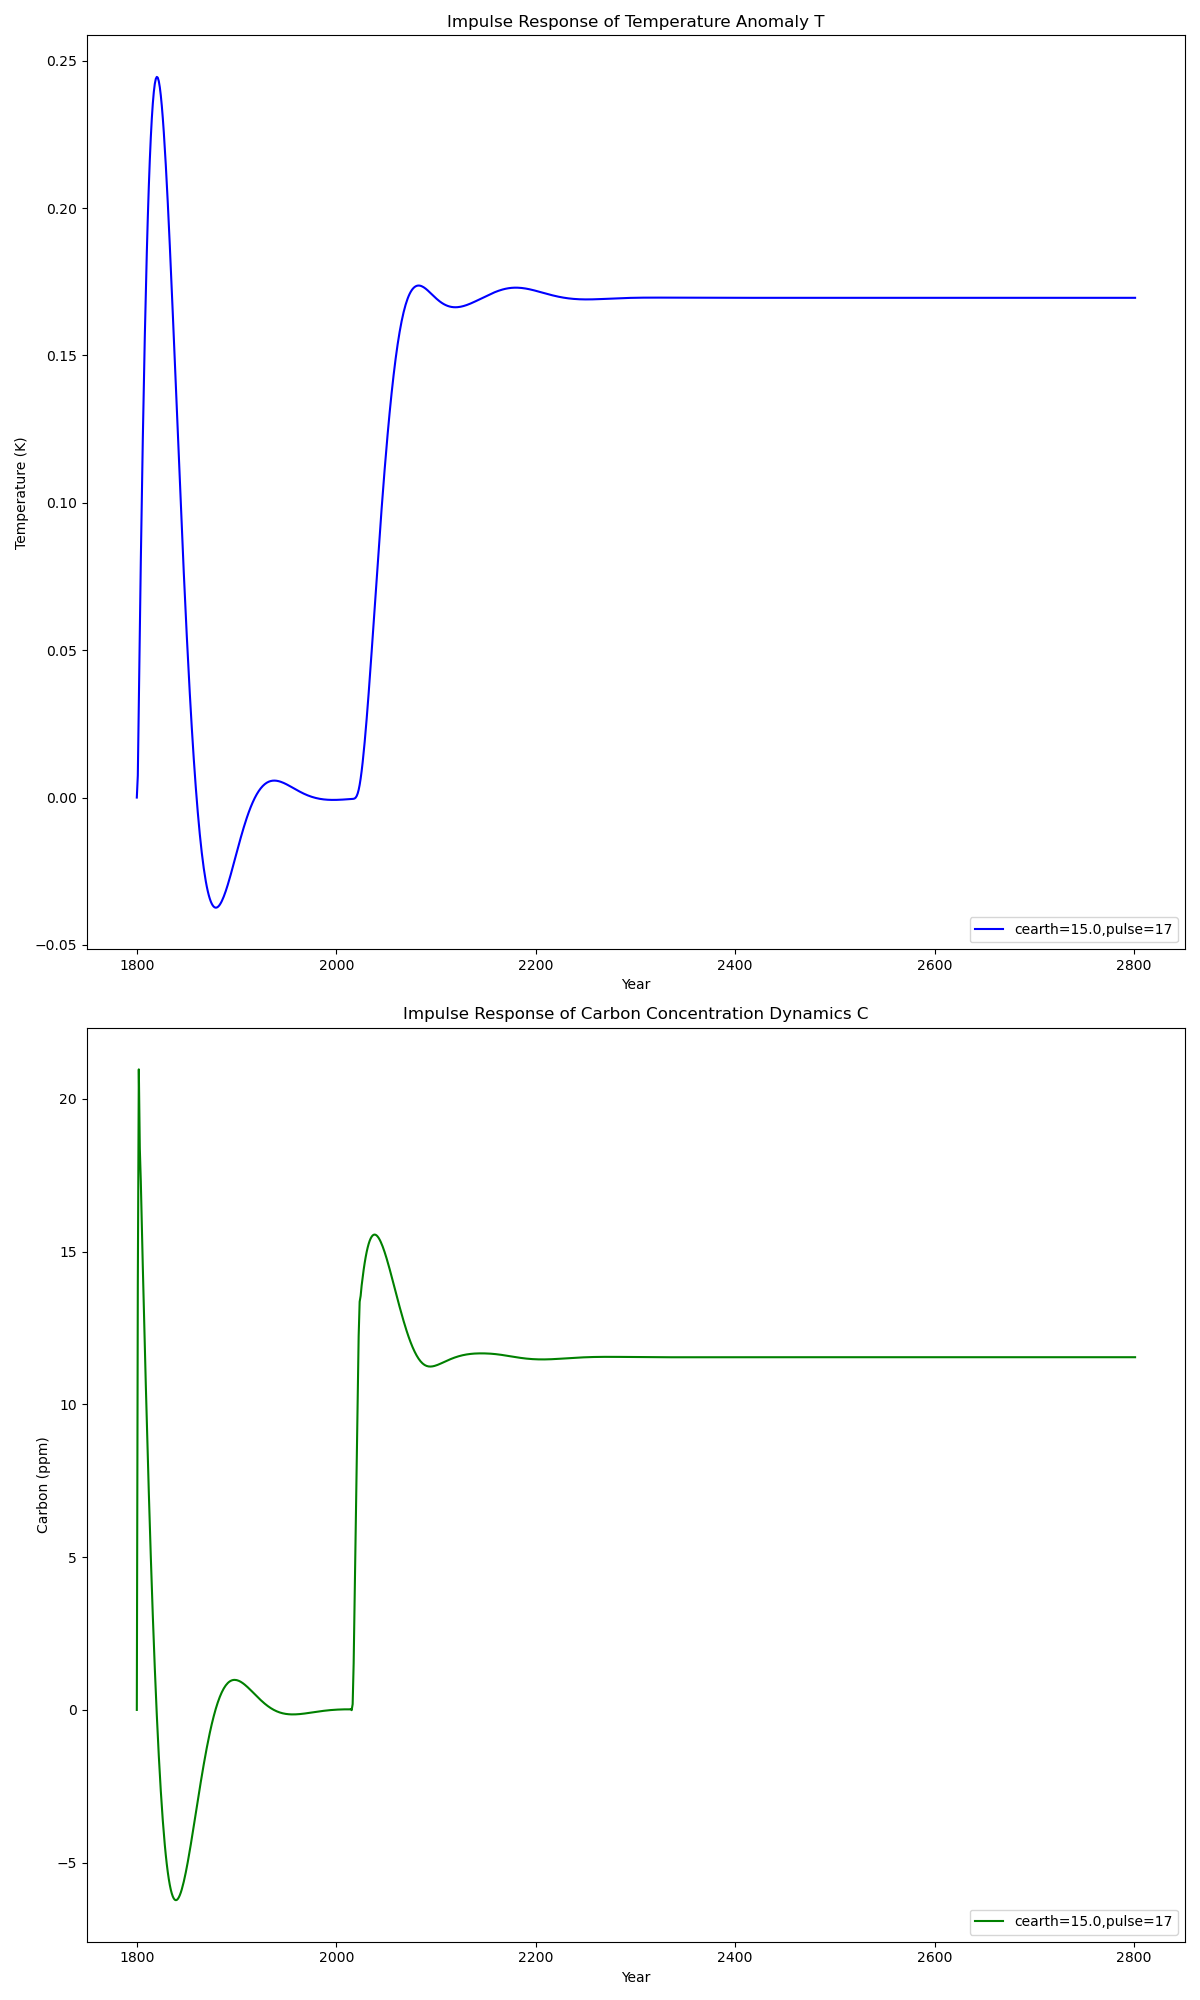 Impulse Response of Temperature Anomaly T
0.25
0.20
0.15
0.10
0.05
0.00
−0.05
Temperature (K)
cearth=15.0,pulse=17
1800 2000 2200 2400 2600 2800
Year
Impulse Response of Carbon Concentration Dynamics C
20
15
10
5
0
−5
Carbon (ppm)
cearth=15.0,pulse=17
1800 2000 2200 2400 2600 2800
Year